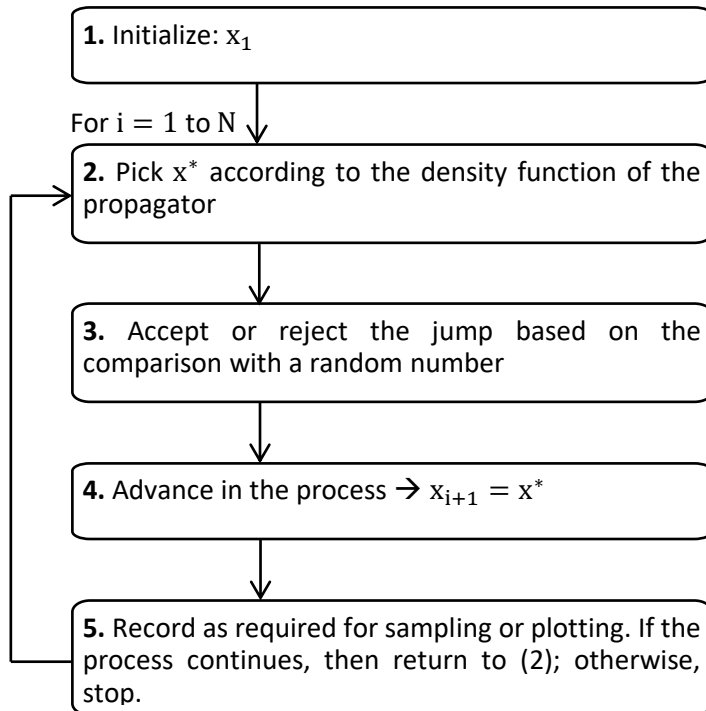 1. Initialize: x₁
For i = 1 to N
2. Pick x* according to the density function of the
propagator
3. Accept or reject the jump based on the
comparison with a random number
4. Advance in the process → xᵢ₊₁ = x*
5. Record as required for sampling or plotting. If the
process continues, then return to (2); otherwise,
stop.